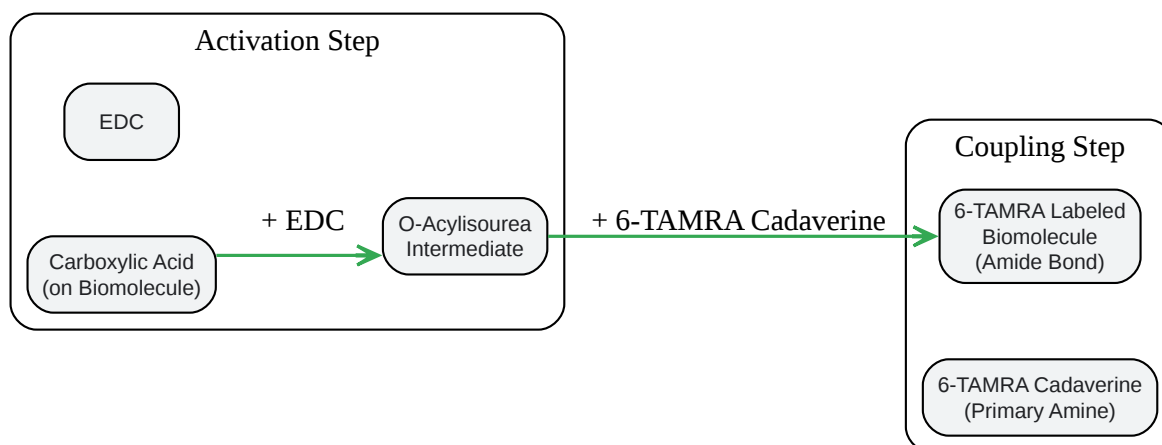 Activation Step
EDC
Carboxylic Acid
(on Biomolecule)
+ EDC
O-Acylisourea
Intermediate
+ 6-TAMRA Cadaverine
Coupling Step
6-TAMRA Labeled
Biomolecule
(Amide Bond)
6-TAMRA Cadaverine
(Primary Amine)